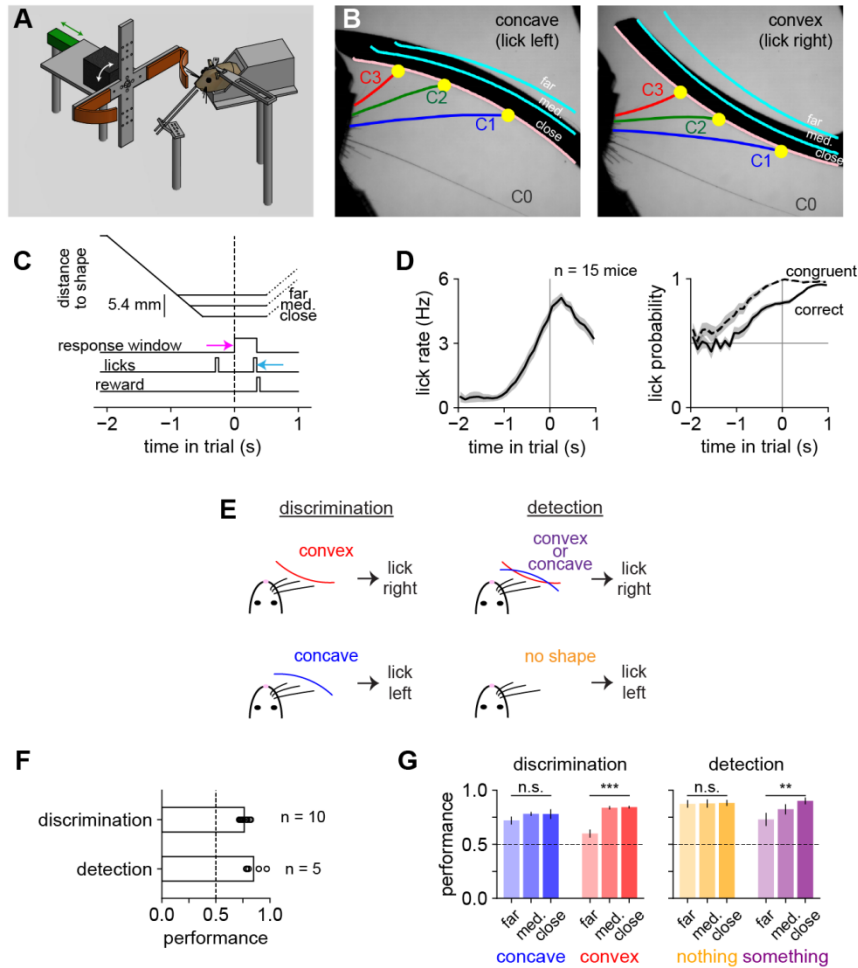 A
B
concave
(lick left)
convex
(lick right)
far
med.
close
C3
C2
C1
C0
far
med.
close
C3
C2
C1
C0
C
distance
to shape
5.4 mm
far
med.
close
response window
licks
reward
−2
−1
0
1
time in trial (s)
D
n = 15 mice
lick rate (Hz)
6
3
0
−2
−1
0
1
time in trial (s)
lick probability
1
0
congruent
correct
−2
−1
0
1
time in trial (s)
E
discrimination
detection
convex
lick
right
convex
or
concave
lick
right
concave
lick
left
no shape
lick
left
F
discrimination
n = 10
detection
n = 5
0.0
0.5
1.0
performance
G
discrimination
detection
performance
1.0
0.5
0.0
n.s.
***
far
med.
close
far
med.
close
concave
convex
1.0
0.5
0.0
n.s.
**
far
med.
close
far
med.
close
nothing
something